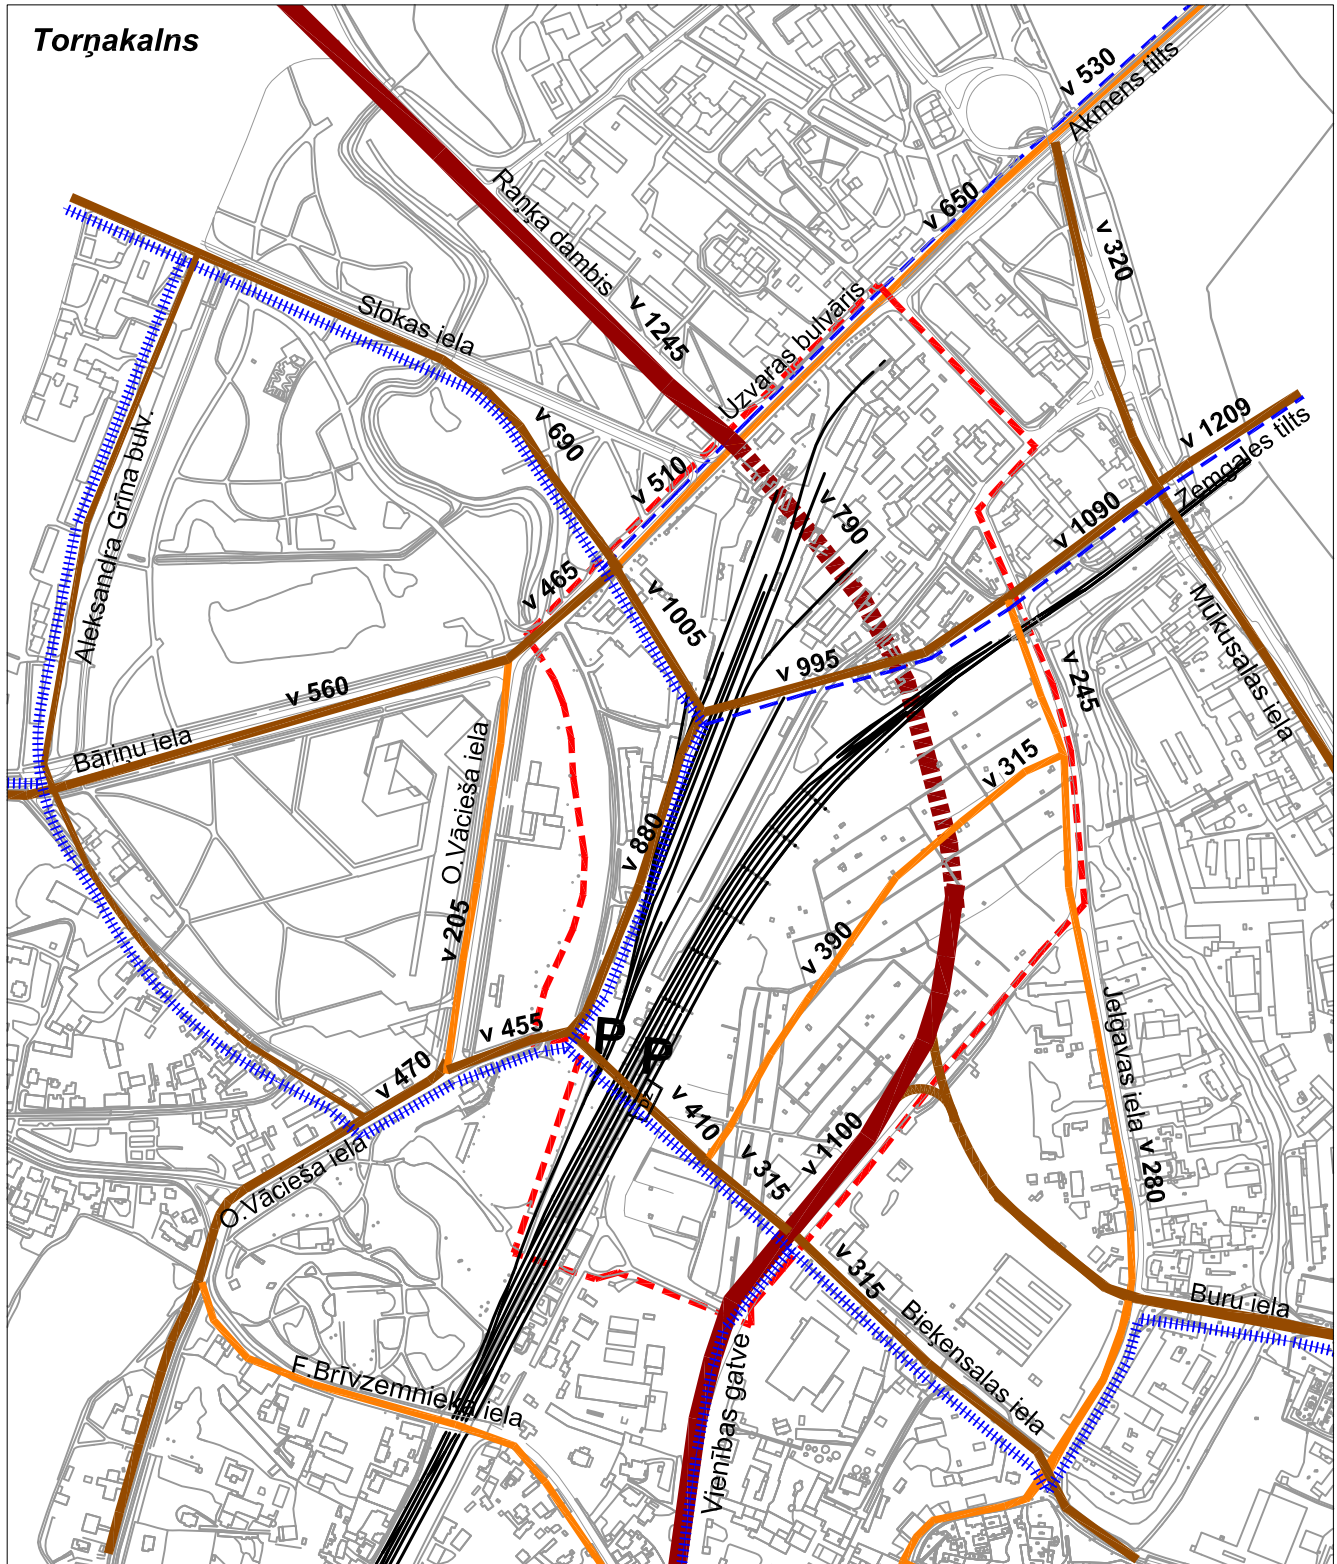 Torņakalns
v 530
Akmens tilts
v 650
v 320
Raņķa dambis
Uzvaras bulvāris
v 1245
Slokas iela
v 690
v 510
v 790
v 1209
Zemgales tilts
v 1090
Aleksandra Grīna bulv.
v 465
v 1005
Mūkusalas iela
v 995
v 245
v 560
Bāriņu iela
O.Vācieša iela
v 315
v 880
v 205
v 390
v 455
P
P
Jelgavas iela
v 470
v 410
v 1100
v 315
v 280
O.Vācieša iela
v 315
Buru iela
Bieķensalas iela
F.Brīvzemnieka iela
Vienības gatve